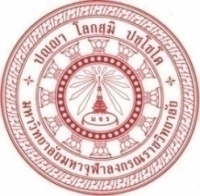 ปญฺญา โลกสฺมิ ปชฺโชโต
มจร
มหาวิทยาลัยมหาจุฬาลงกรณราชวิทยาลัย